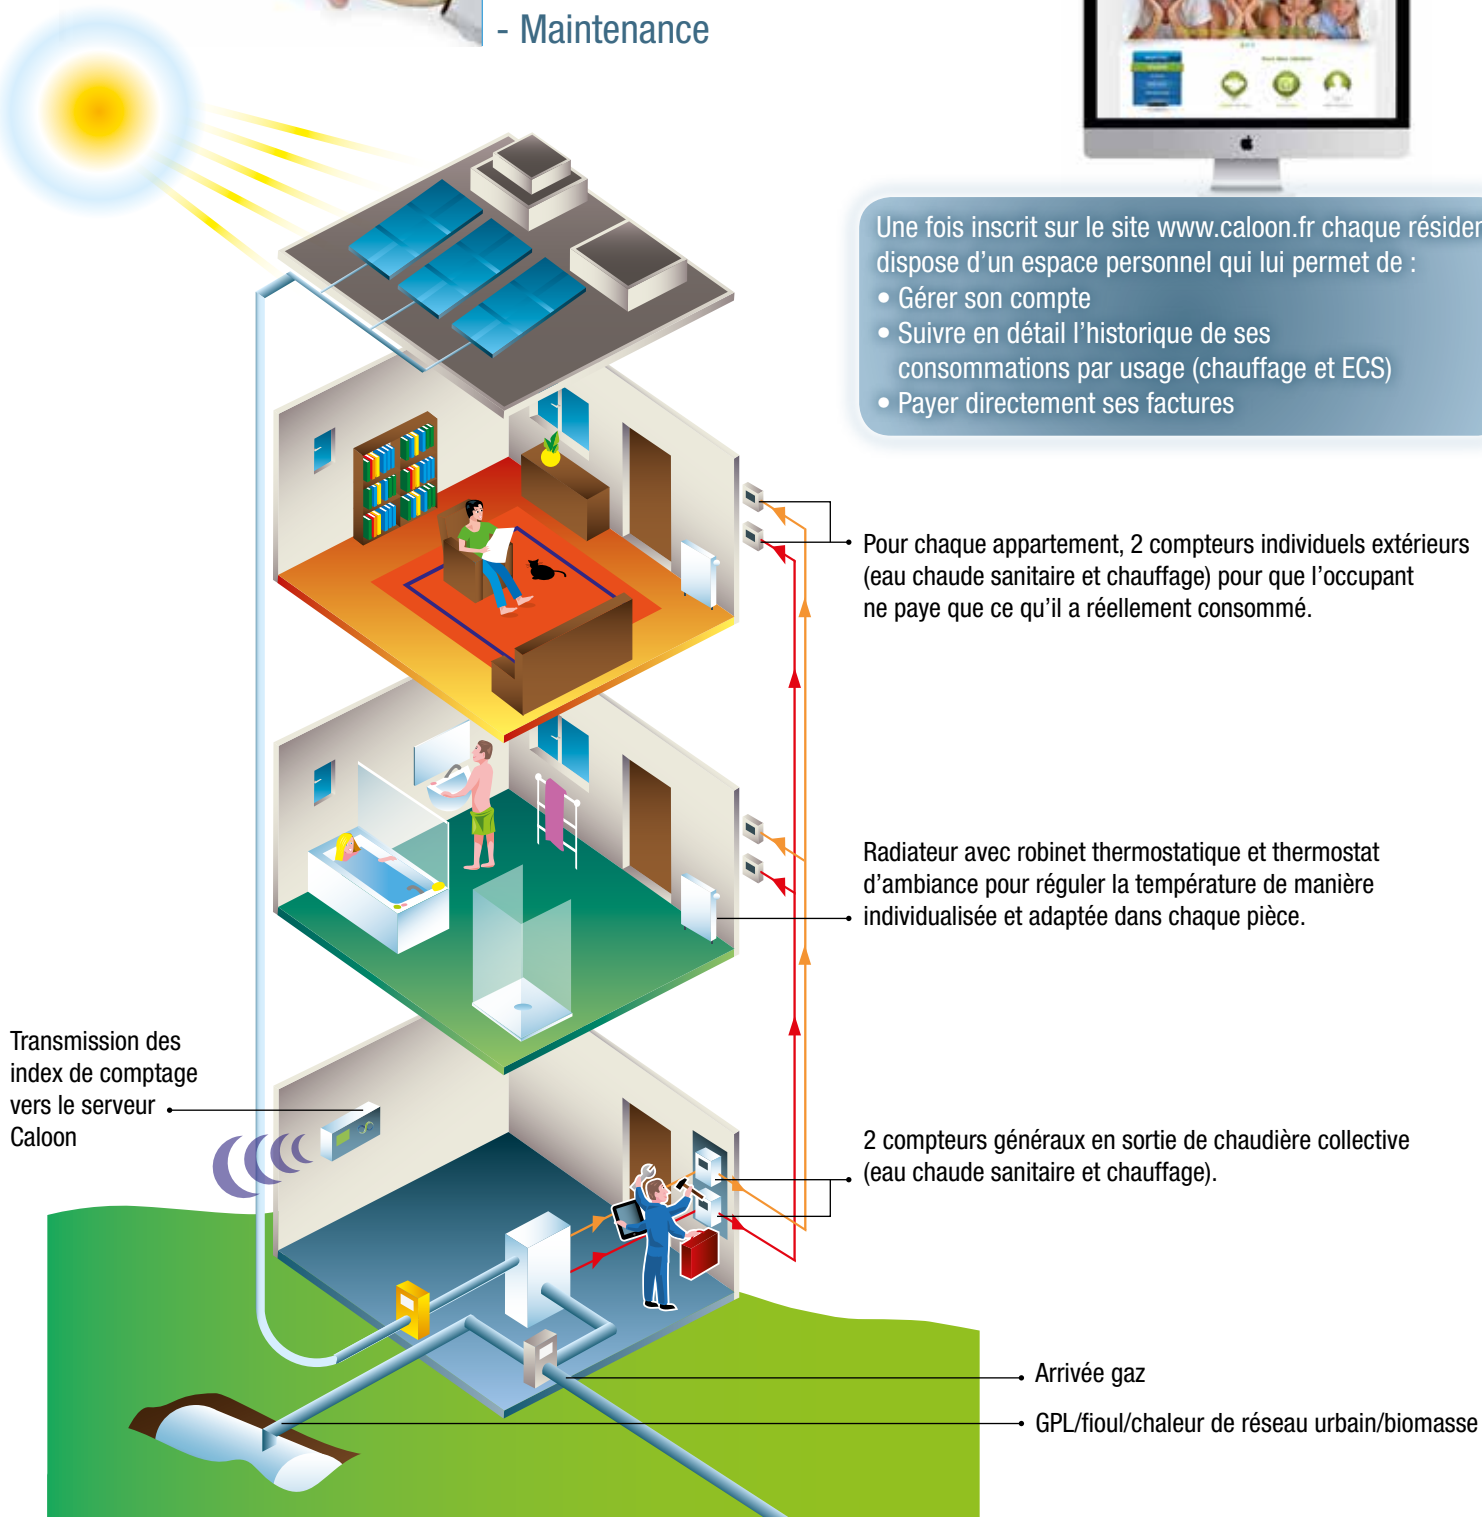 - Maintenance
Une fois inscrit sur le site www.caloon.fr chaque
dispose d'un espace personnel qui lui permet de :
• Gérer son compte
• Suivre en détail l'historique de ses
consommations par usage (chauffage et ECS)
• Payer directement ses factures
Pour chaque appartement, 2 compteurs individuels extérieurs
(eau chaude sanitaire et chauffage) pour que l'occupant
ne paye que ce qu'il a réellement consommé.
Radiateur avec robinet thermostatique et thermostat
d'ambiance pour réguler la température de manière
individualisée et adaptée dans chaque pièce.
Transmission des
index de comptage
vers le serveur
Caloon
2 compteurs généraux en sortie de chaudière collective
(eau chaude sanitaire et chauffage).
Arrivée gaz
GPL/fioul/chaleur de réseau urbain/biomasse